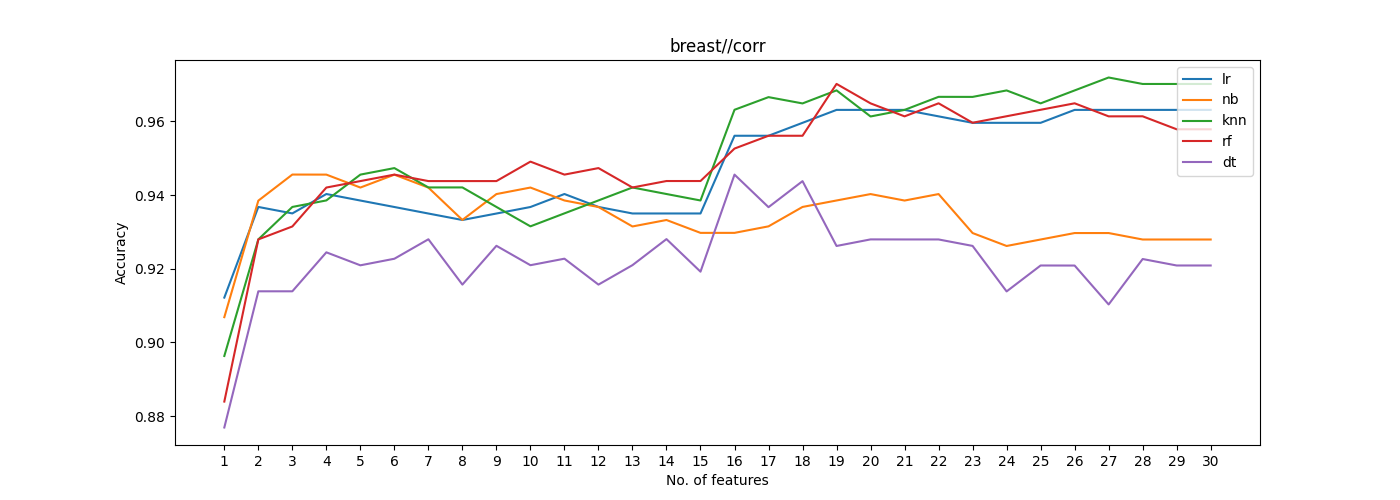 breast//corr
lr
nb
knn
rf
dt
Accuracy
0.96
0.94
0.92
0.90
0.88
1 2 3 4 5 6 7 8 9 10 11 12 13 14 15 16 17 18 19 20 21 22 23 24 25 26 27 28 29 30
No. of features